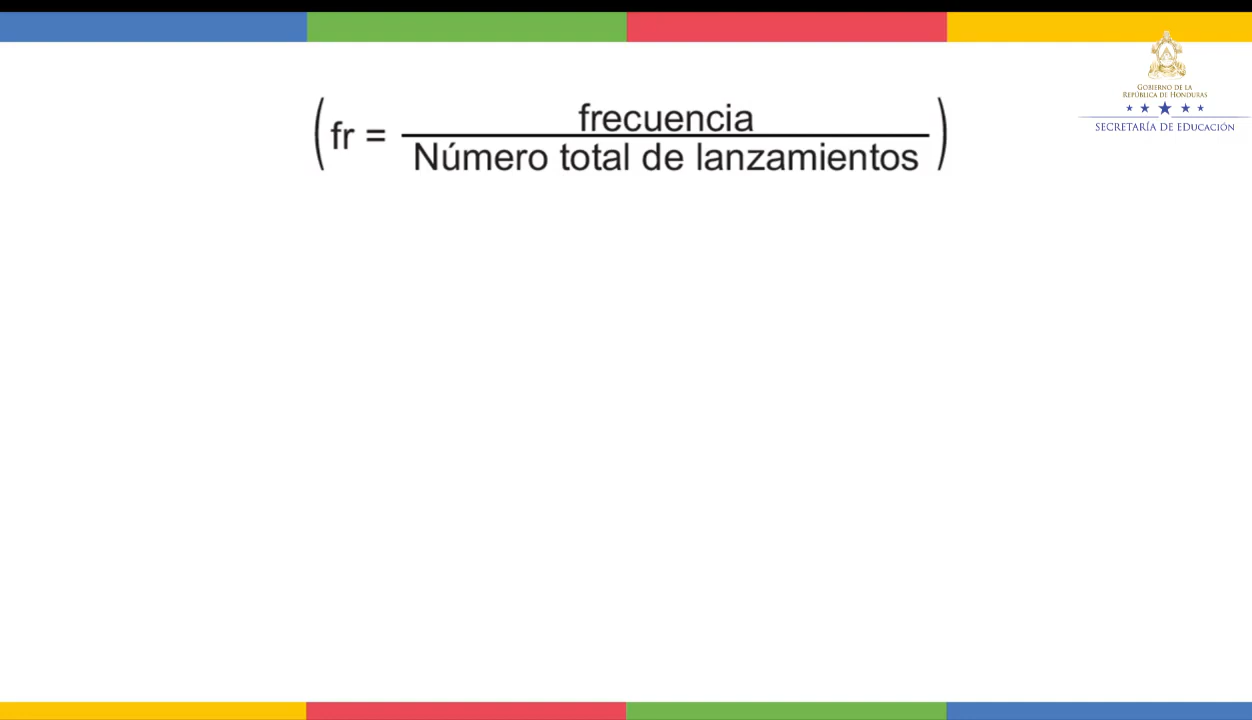 (fr = frecuencia
Número total de lanzamientos)
GOBIERNO DE LA
REPÚBLICA DE HONDURAS
SECRETARÍA DE EDUCACIÓN